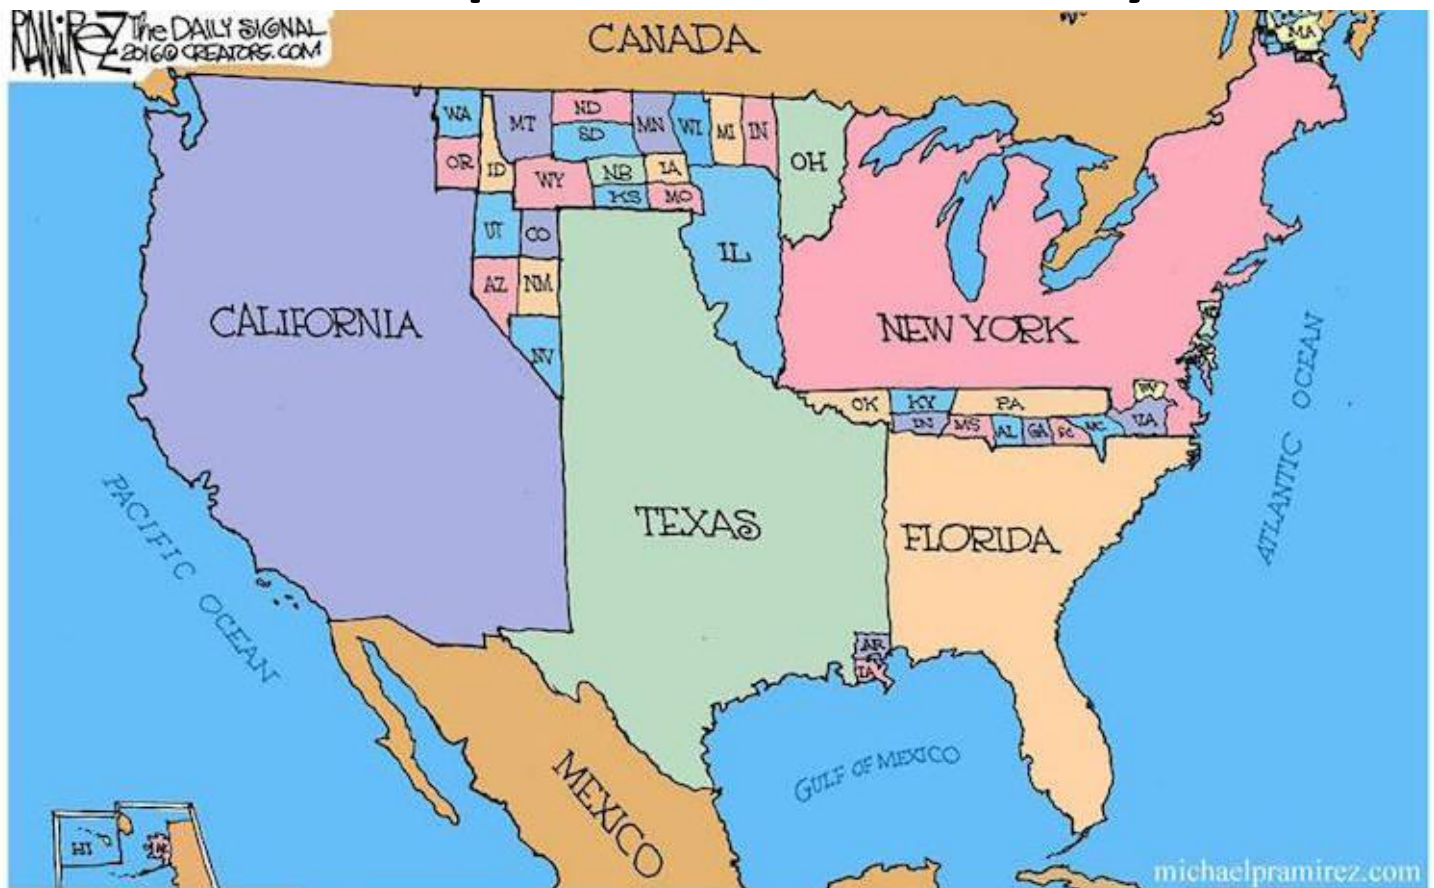 RAMIREZ
The DAILY SIGNAL
2016 © CREATORS.COM
CANADA
MA
WA
MT
ND
SD
MN
WI
MI
IN
OH
OR
ID
WY
NB
IA
KS
MO
UT
CO
IL
AZ
NM
NV
CALIFORNIA
NEW YORK
OK
KY
PA
WV
MS
AL
GA
SC
NC
VA
TEXAS
FLORIDA
AR
LA
PACIFIC OCEAN
ATLANTIC OCEAN
GULF OF MEXICO
MEXICO
HI
michaelpramirez.com